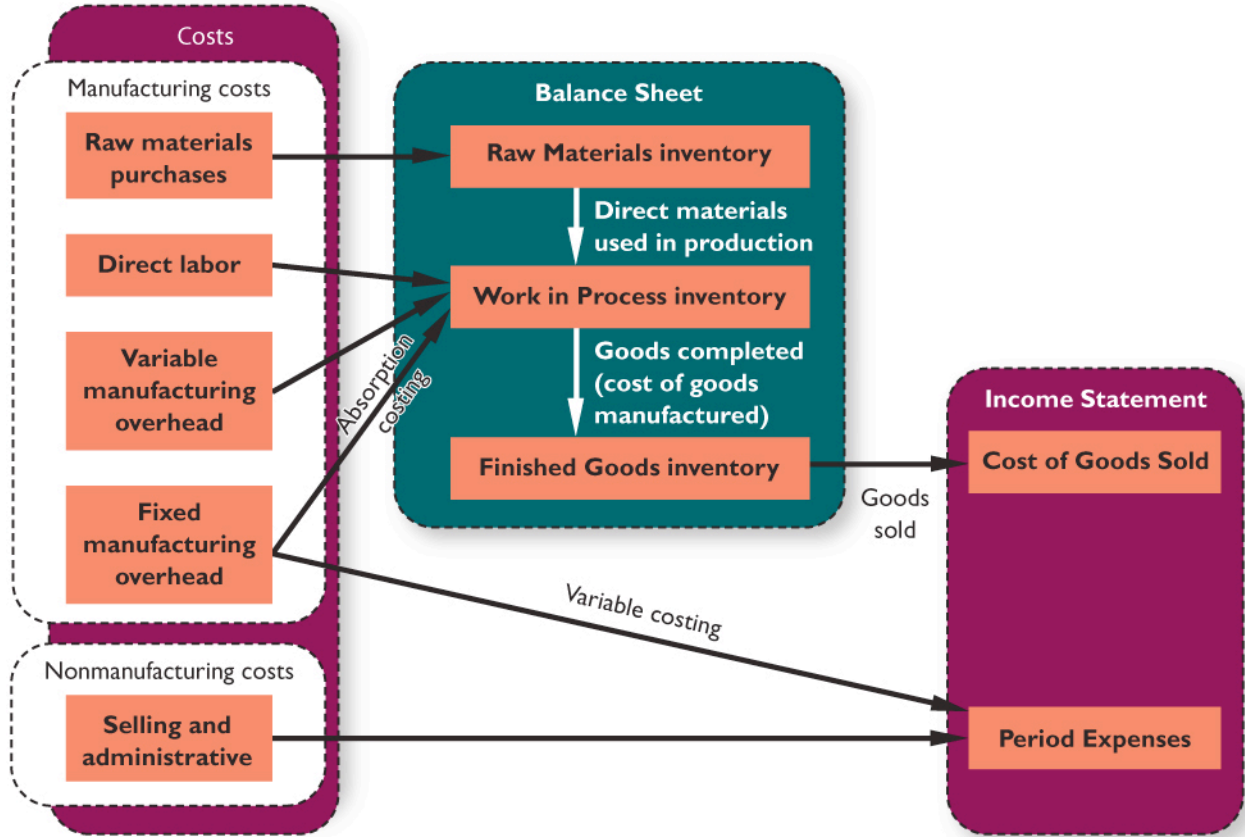 Costs
Manufacturing costs
Raw materials
purchases
Direct labor
Variable
manufacturing
overhead
Fixed
manufacturing
overhead
Nonmanufacturing costs
Selling and
administrative
Absorption
costing
Variable costing
Balance Sheet
Raw Materials inventory
Direct materials
used in production
Work in Process inventory
Goods completed
(cost of goods
manufactured)
Finished Goods inventory
Goods
sold
Income Statement
Cost of Goods Sold
Period Expenses